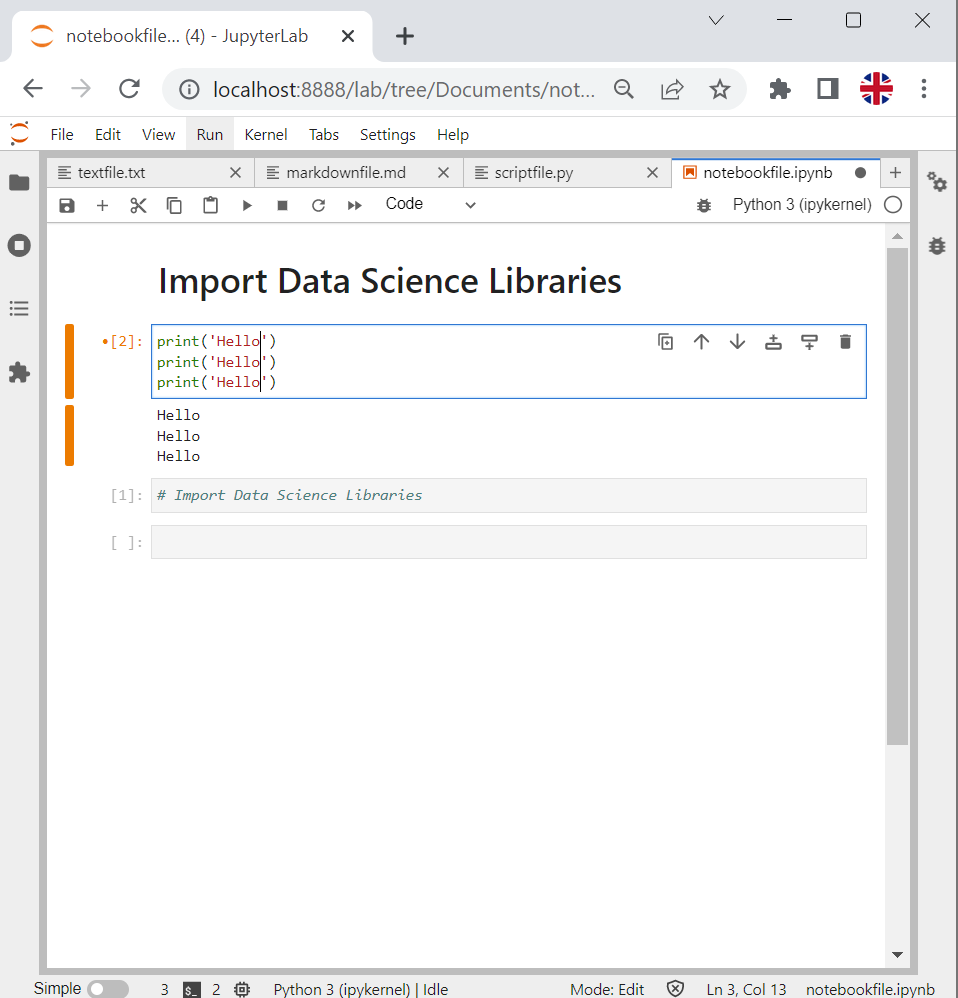 notebookfile... (4) - JupyterLab
localhost:8888/lab/tree/Documents/not...
File Edit View Run Kernel Tabs Settings Help
textfile.txt markdownfile.md scriptfile.py notebookfile.ipynb
Code Python 3 (ipykernel)
Import Data Science Libraries
•[2]: print('Hello')
print('Hello')
print('Hello')
Hello
Hello
Hello
[1]: # Import Data Science Libraries
[ ]:
Simple 3 $_ 2 Python 3 (ipykernel) | Idle Mode: Edit Ln 3, Col 13 notebookfile.ipynb